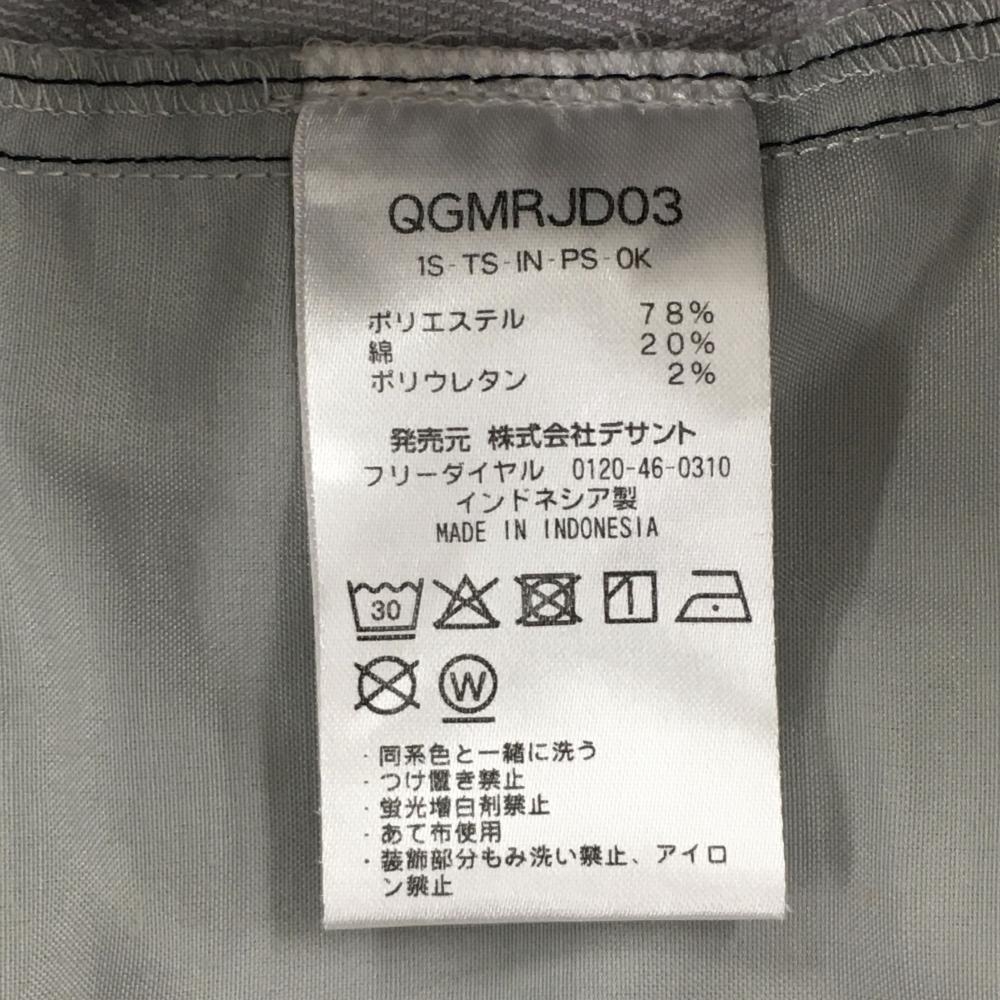 QGMRJD03
1S-TS-IN-PS-OK
ポリエステル 78%
綿 20%
ポリウレタン 2%
発売元 株式会社デサント
フリーダイヤル 0120-46-0310
インドネシア製
MADE IN INDONESIA
30
W
・同系色と一緒に洗う
・つけ置き禁止
・蛍光増白剤禁止
・あて布使用
・装飾部分もみ洗い禁止、アイロ
ン禁止